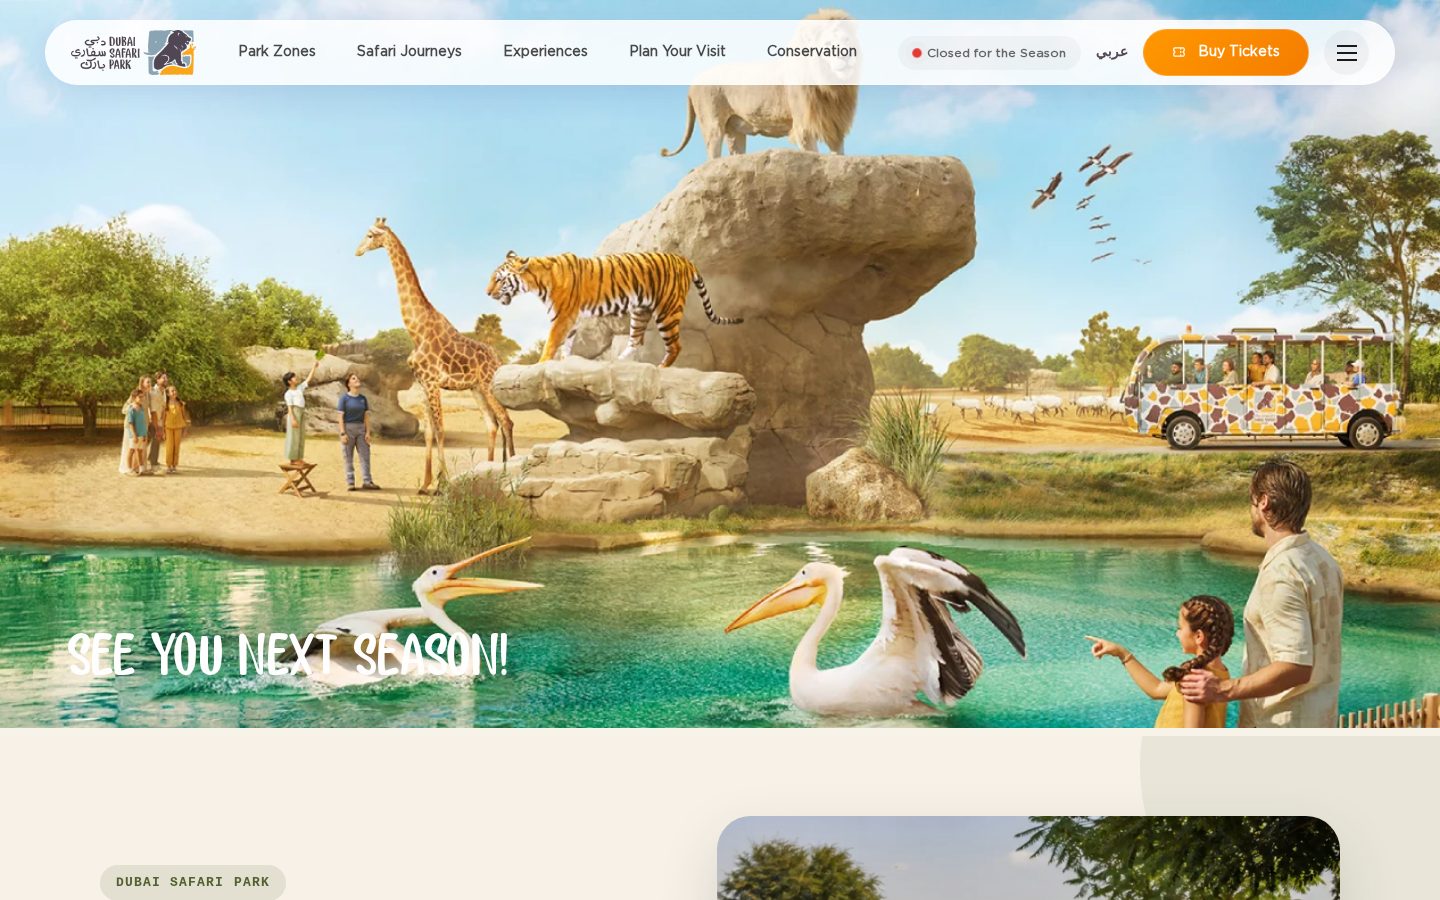 دبي
سفاري
بارك
DUBAI
SAFARI
PARK
Park Zones
Safari Journeys
Experiences
Plan Your Visit
Conservation
Closed for the Season
عربي
Buy Tickets
SEE YOU NEXT SEASON!
DUBAI SAFARI PARK